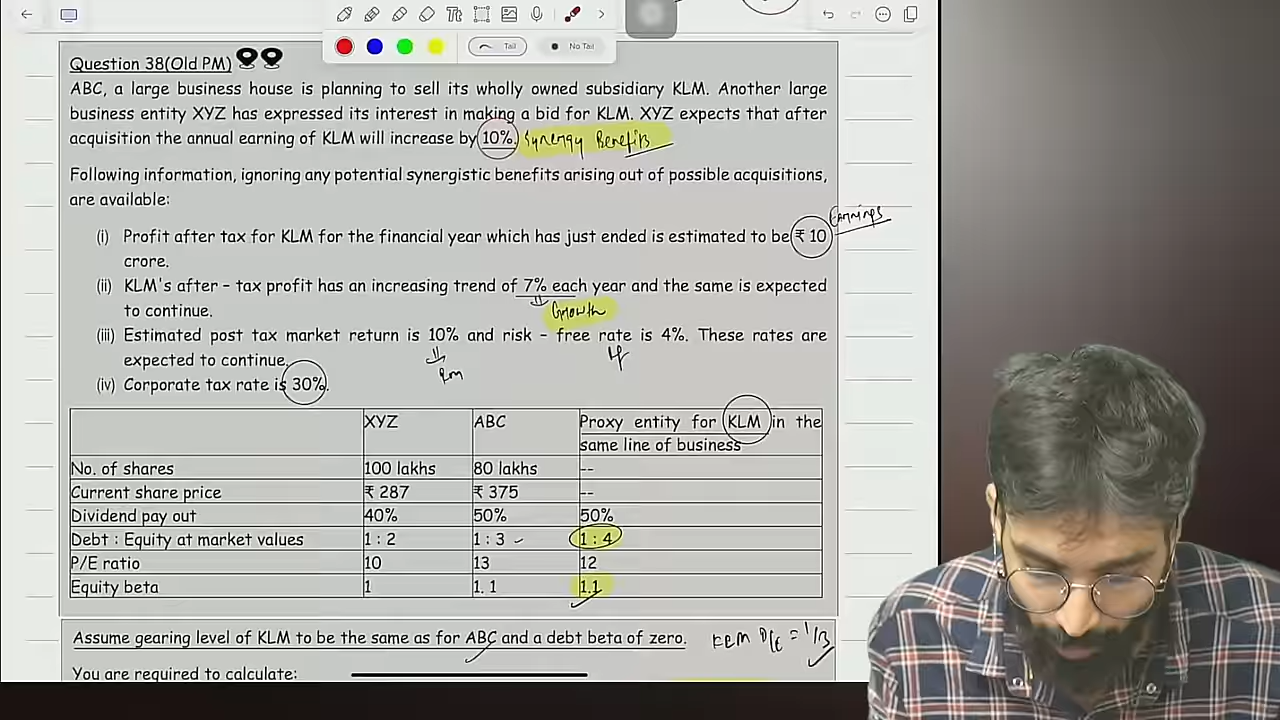 Tt
Tail
No Tail
Question 38(Old PM)
ABC, a large business house is planning to sell its wholly owned subsidiary KLM. Another large
business entity XYZ has expressed its interest in making a bid for KLM. XYZ expects that after
acquisition the annual earning of KLM will increase by 10%. Synergy Benefits
Following information, ignoring any potential synergistic benefits arising out of possible acquisitions,
are available:
Earnings
(i) Profit after tax for KLM for the financial year which has just ended is estimated to be ₹ 10
crore.
(ii) KLM's after – tax profit has an increasing trend of 7% each year and the same is expected
to continue. Growth
(iii) Estimated post tax market return is 10% and risk – free rate is 4%. These rates are
expected to continue. Rm
(iv) Corporate tax rate is 30%.
XYZ ABC Proxy entity for KLM in the
same line of business
No. of shares 100 lakhs 80 lakhs --
Current share price ₹ 287 ₹ 375 --
Dividend pay out 40% 50% 50%
Debt : Equity at market values 1 : 2 1 : 3 1 : 4
P/E ratio 10 13 12
Equity beta 1 1. 1 1.1
Assume gearing level of KLM to be the same as for ABC and a debt beta of zero. KLM D/E = 1/3
You are required to calculate: